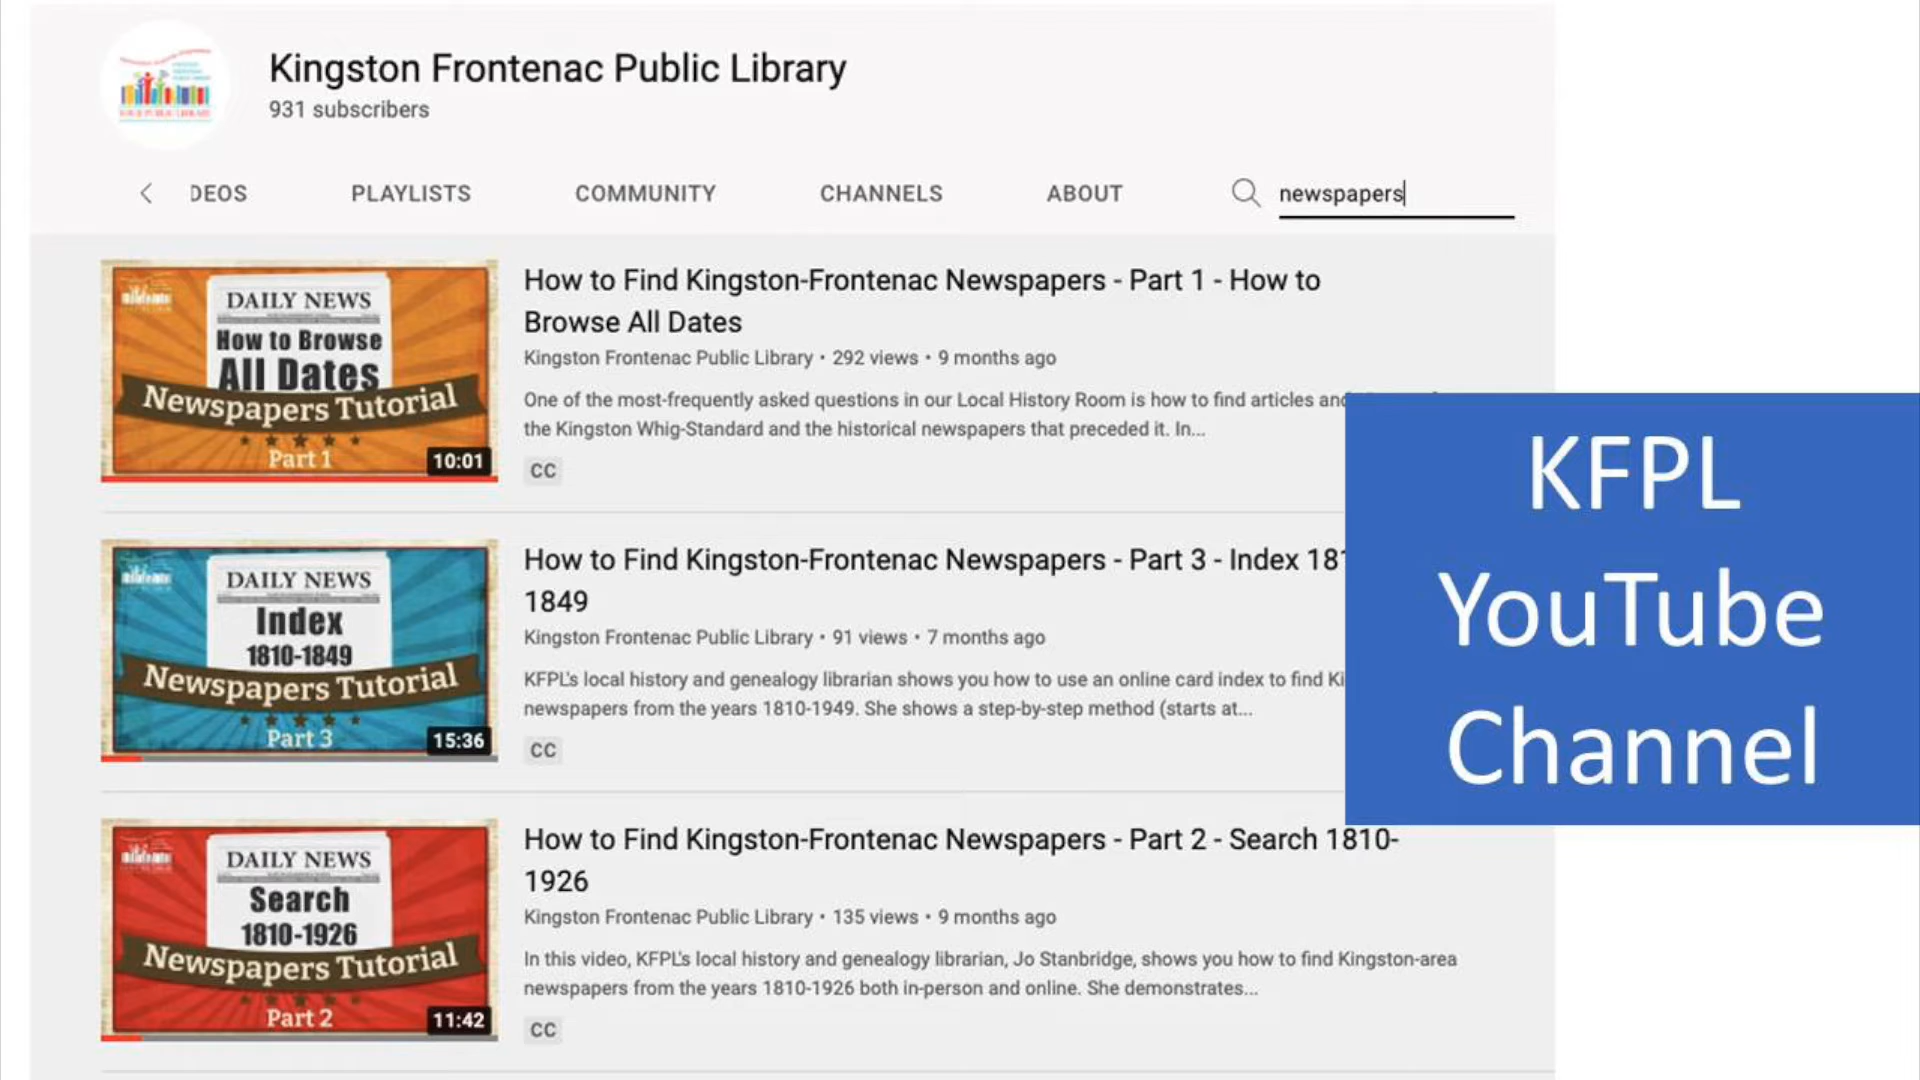 Kingston Frontenac Public Library
931 subscribers
DEOS PLAYLISTS COMMUNITY CHANNELS ABOUT newspapers
DAILY NEWS
How to Browse
All Dates
Newspapers Tutorial
Part 1
10:01
How to Find Kingston-Frontenac Newspapers - Part 1 - How to
Browse All Dates
Kingston Frontenac Public Library • 292 views • 9 months ago
One of the most-frequently asked questions in our Local History Room is how to find articles
the Kingston Whig-Standard and the historical newspapers that preceded it. In...
CC
DAILY NEWS
Index
1810-1849
Newspapers Tutorial
Part 3
15:36
How to Find Kingston-Frontenac Newspapers - Part 3 - Index
1849
Kingston Frontenac Public Library • 91 views • 7 months ago
KFPL's local history and genealogy librarian shows you how to use an online card index to find
newspapers from the years 1810-1949. She shows a step-by-step method (starts at...
CC
KFPL
YouTube
Channel
DAILY NEWS
Search
1810-1926
Newspapers Tutorial
Part 2
11:42
How to Find Kingston-Frontenac Newspapers - Part 2 - Search 1810-
1926
Kingston Frontenac Public Library • 135 views • 9 months ago
In this video, KFPL's local history and genealogy librarian, Jo Stanbridge, shows you how to find Kingston-area
newspapers from the years 1810-1926 both in-person and online. She demonstrates...
CC